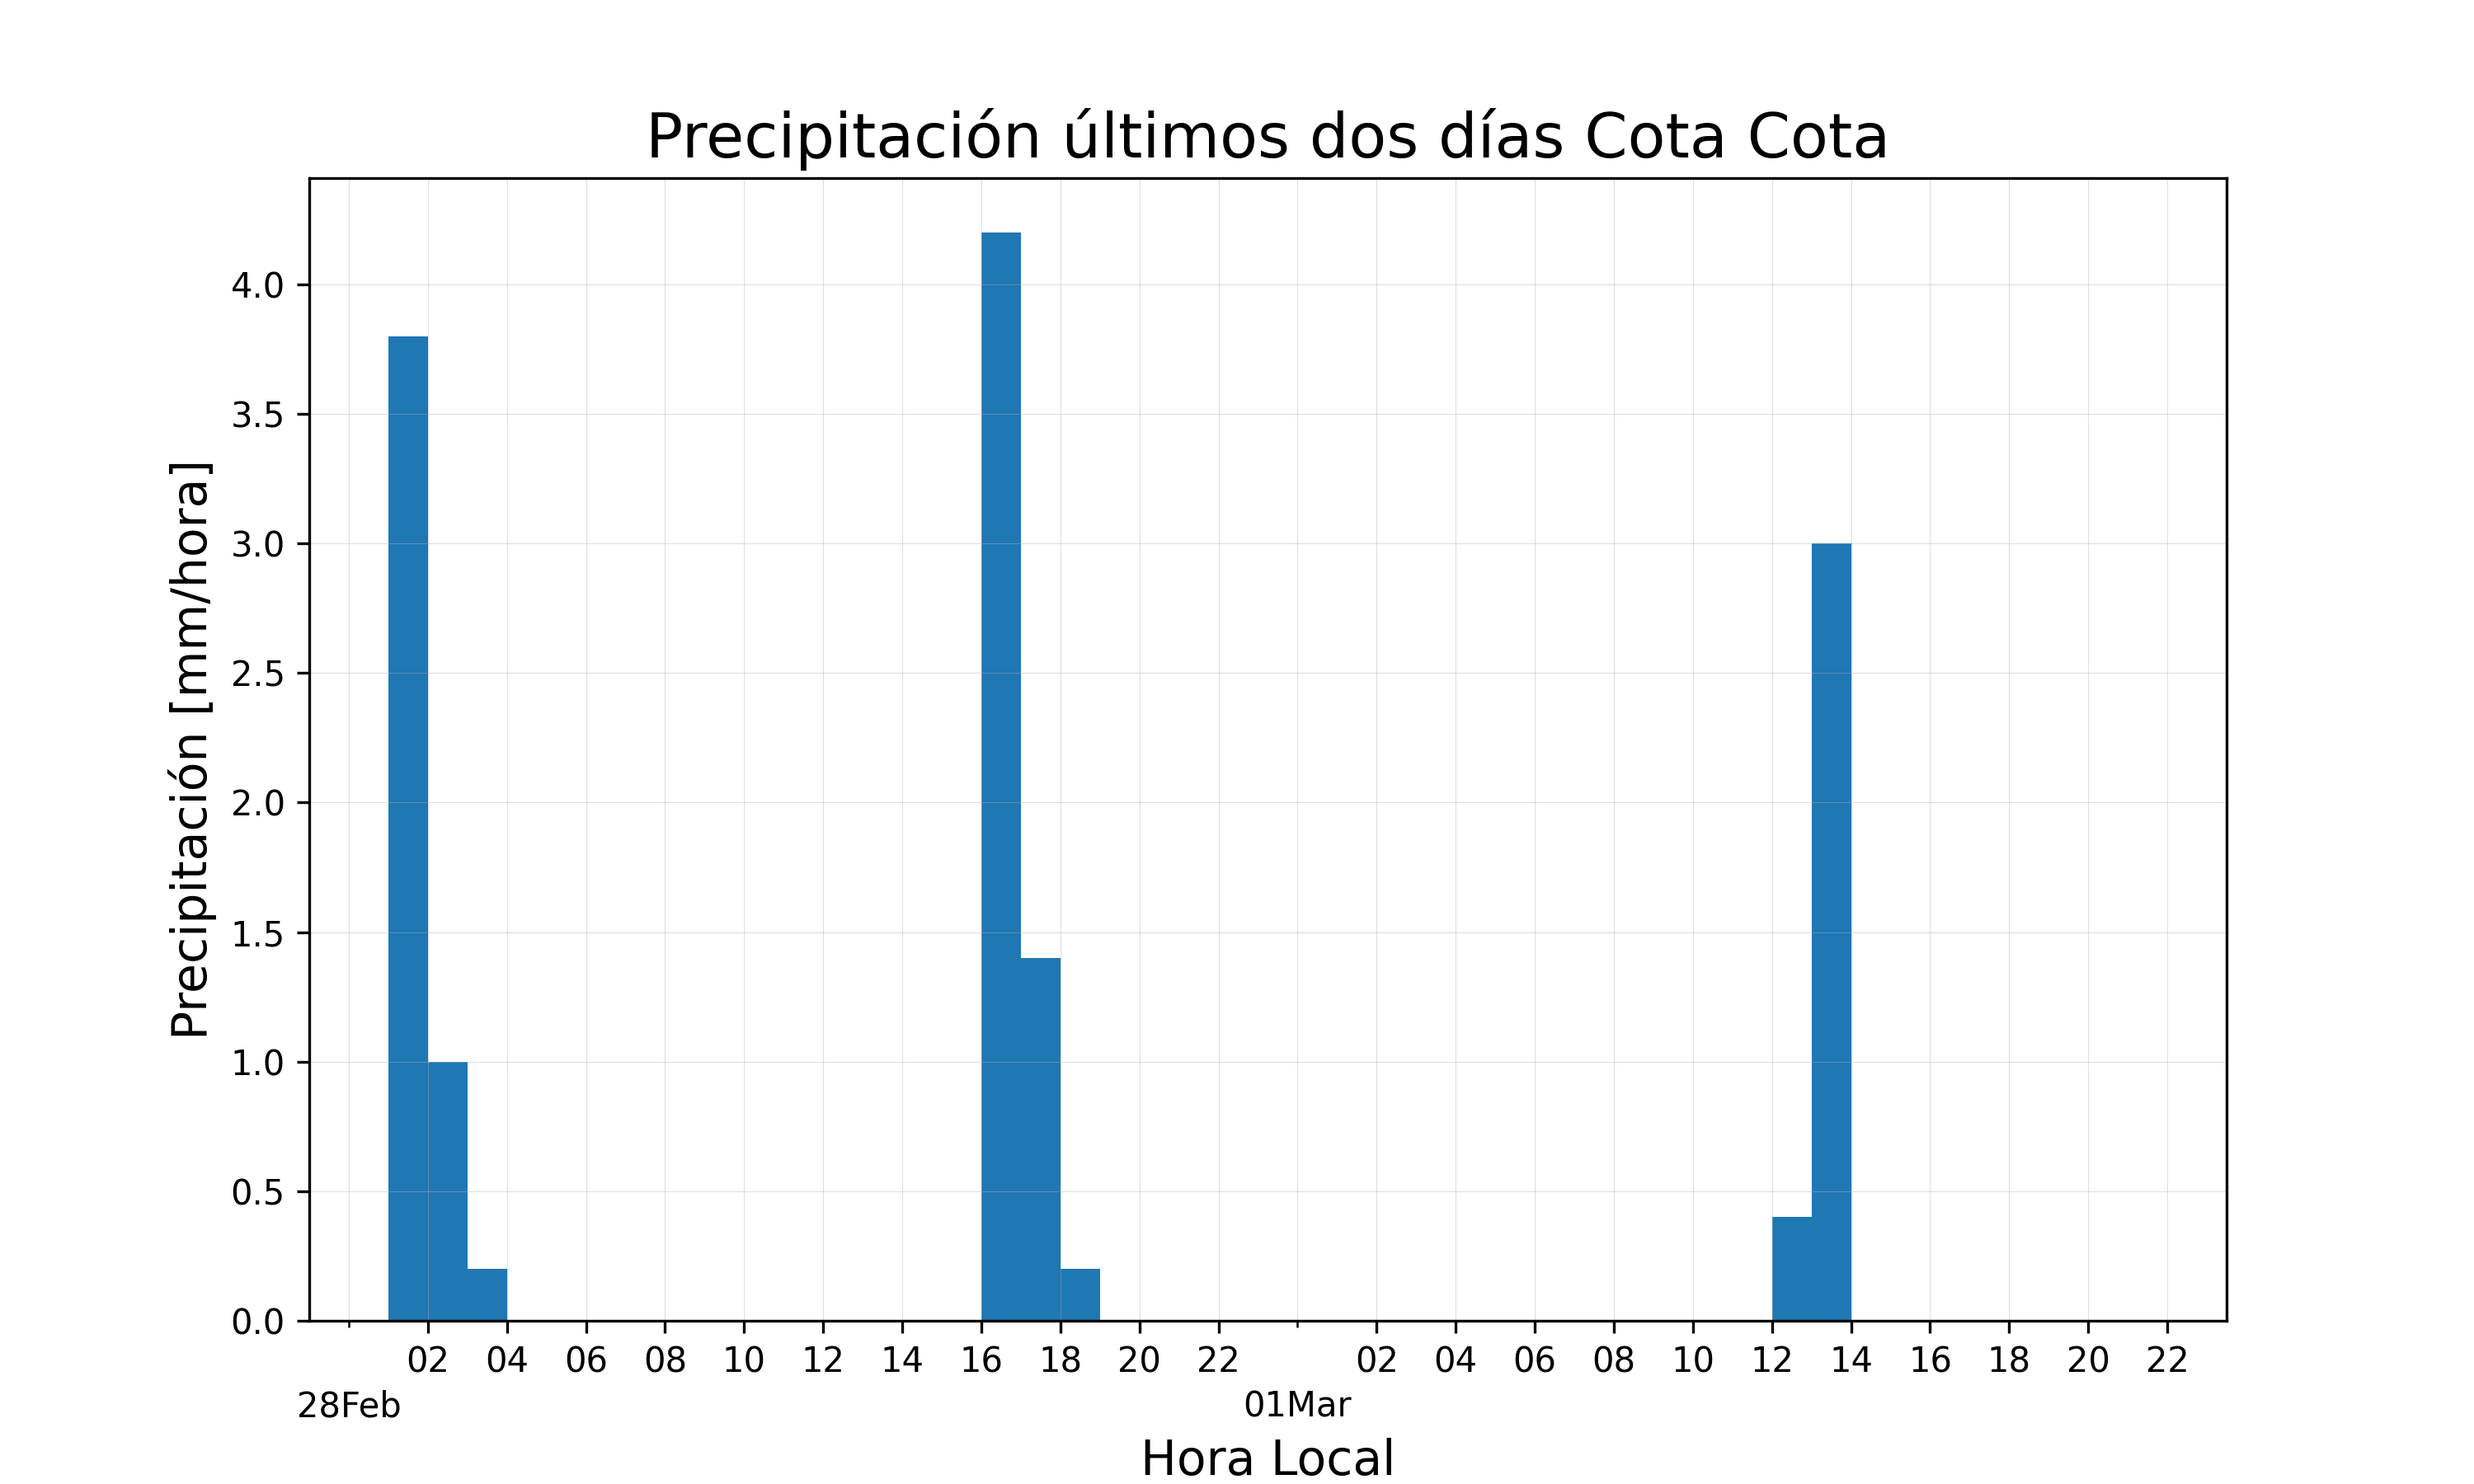 Precipitación últimos dos días Cota Cota
Precipitación [mm/hora]
4.0
3.5
3.0
2.5
2.0
1.5
1.0
0.5
0.0
02 04 06 08 10 12 14 16 18 20 22 02 04 06 08 10 12 14 16 18 20 22
28Feb 01Mar
Hora Local